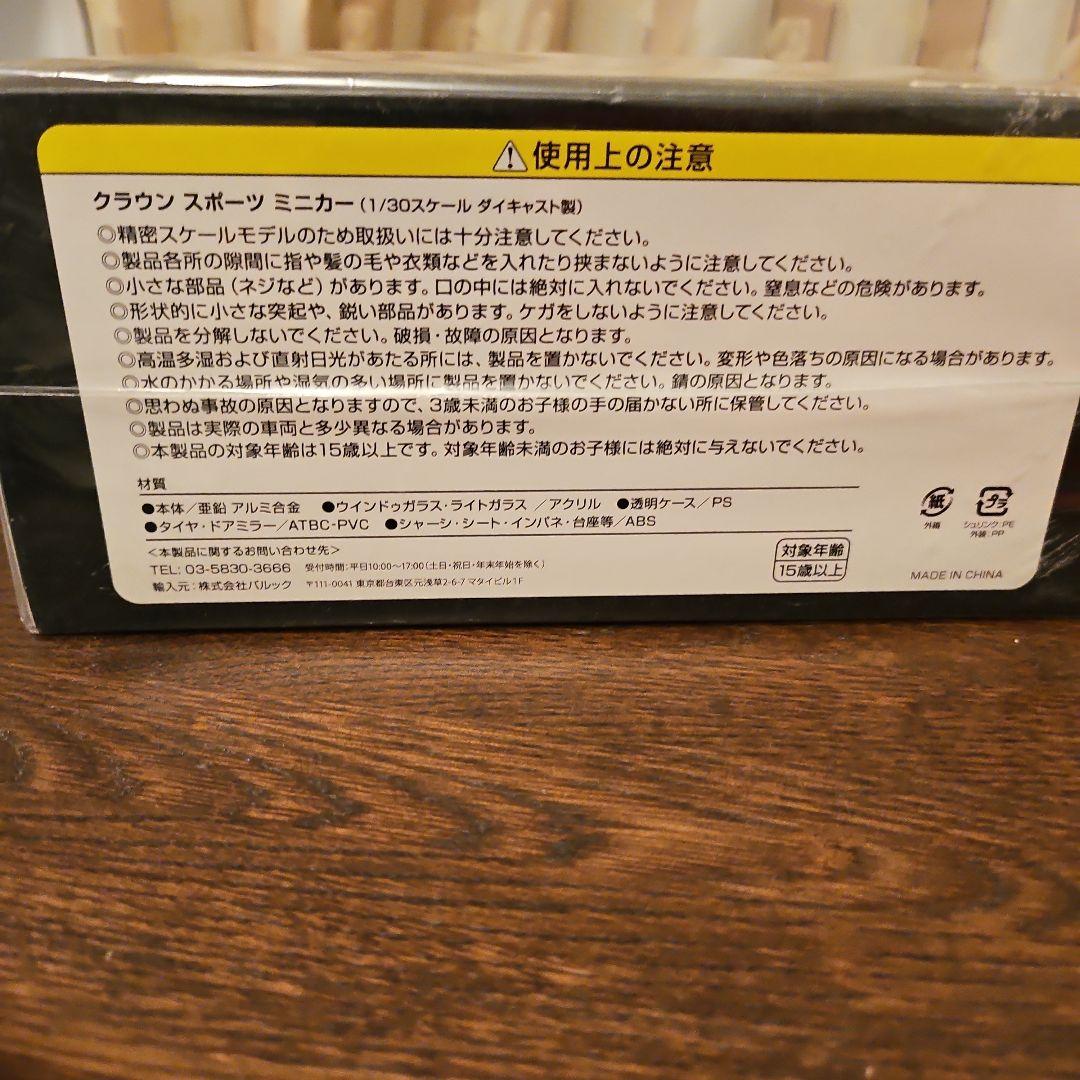 ⚠使用上の注意
クラウン スポーツ ミニカー(1/30スケール ダイキャスト製)
◎精密スケールモデルのため取扱いには十分注意してください。
◎製品各所の隙間に指や髪の毛や衣類などを入れたり挟まないように注意してください。
◎小さな部品(ネジなど)があります。口の中には絶対に入れないでください。窒息などの危険があります。
◎形状的に小さな突起や、鋭い部品があります。ケガをしないように注意してください。
◎製品を分解しないでください。破損・故障の原因となります。
◎高温多湿および直射日光があたる所には、製品を置かないでください。変形や色落ちの原因になる場合があります。
◎水のかかる場所や湿気の多い場所に製品を置かないでください。錆の原因となります。
◎思わぬ事故の原因となりますので、3歳未満のお子様の手の届かない所に保管してください。
◎製品は実際の車両と多少異なる場合があります。
◎本製品の対象年齢は15歳以上です。対象年齢未満のお子様には絶対に与えないでください。
材質
●本体/亜鉛 アルミ合金 ●ウインドゥガラス・ライトガラス /アクリル ●透明ケース/PS
●タイヤ・ドアミラー/ATBC-PVC ●シャーシ・シート・インパネ・台座等/ABS
<本製品に関するお問い合わせ先>
TEL: 03-5830-3666 受付時間:平日10:00~17:00(土日・祝日・年末年始を除く)
輸入元:株式会社バルック 〒111-0041 東京都台東区元浅草2-6-7 マタイビル1F
対象年齢
15歳以上
紙
外箱
プラ
シュリンク:PE
外装:PP
MADE IN CHINA